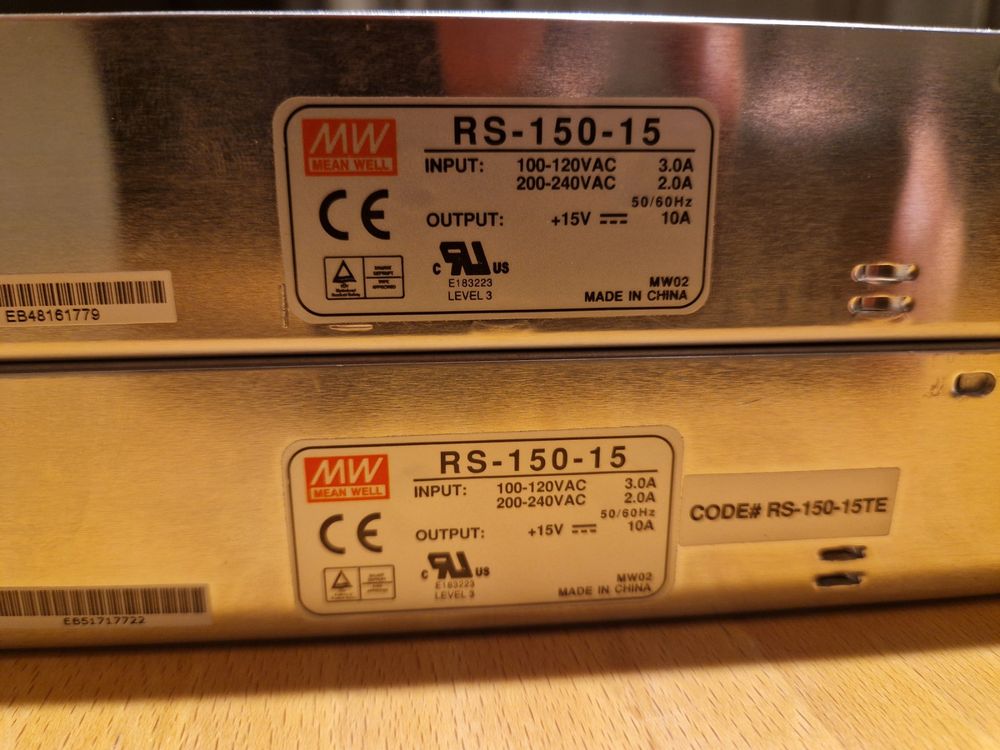 MW
MEAN WELL
RS-150-15
INPUT: 100-120VAC 3.0A
200-240VAC 2.0A
50/60Hz
OUTPUT: +15V 10A
CE
C RU US
E183223
LEVEL 3
MW02
MADE IN CHINA
EB48161779
MW
MEAN WELL
RS-150-15
INPUT: 100-120VAC 3.0A
200-240VAC 2.0A
50/60Hz
OUTPUT: +15V 10A
CE
C RU US
E183223
LEVEL 3
MW02
MADE IN CHINA
CODE# RS-150-15TE
EB51717722